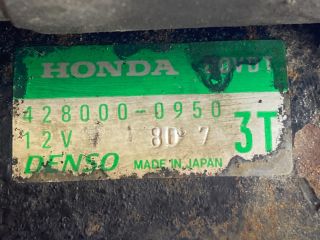 HONDA
428000-0950
12V 8D 7 3T
DENSO MADE IN JAPAN